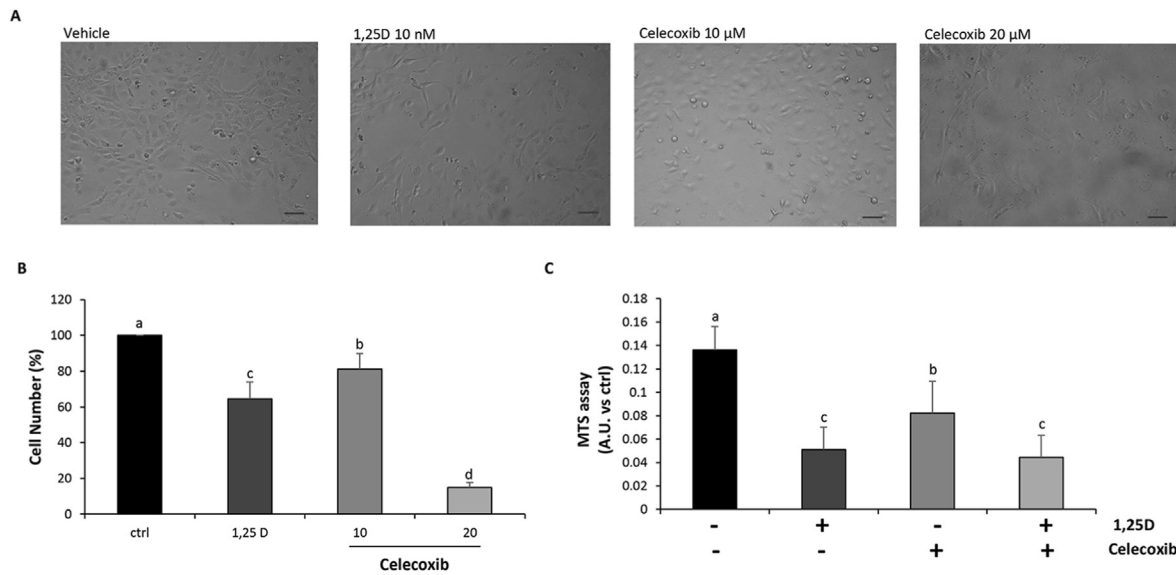 A
Vehicle
1,25D 10 nM
Celecoxib 10 μM
Celecoxib 20 μM
B
Cell Number (%)
120
100
80
60
40
20
0
a
c
b
d
ctrl
1,25 D
10
20
Celecoxib
C
MTS assay
(A.U. vs ctrl)
0.18
0.16
0.14
0.12
0.1
0.08
0.06
0.04
0.02
0
a
c
b
c
- + - + 1,25D
- - + + Celecoxib